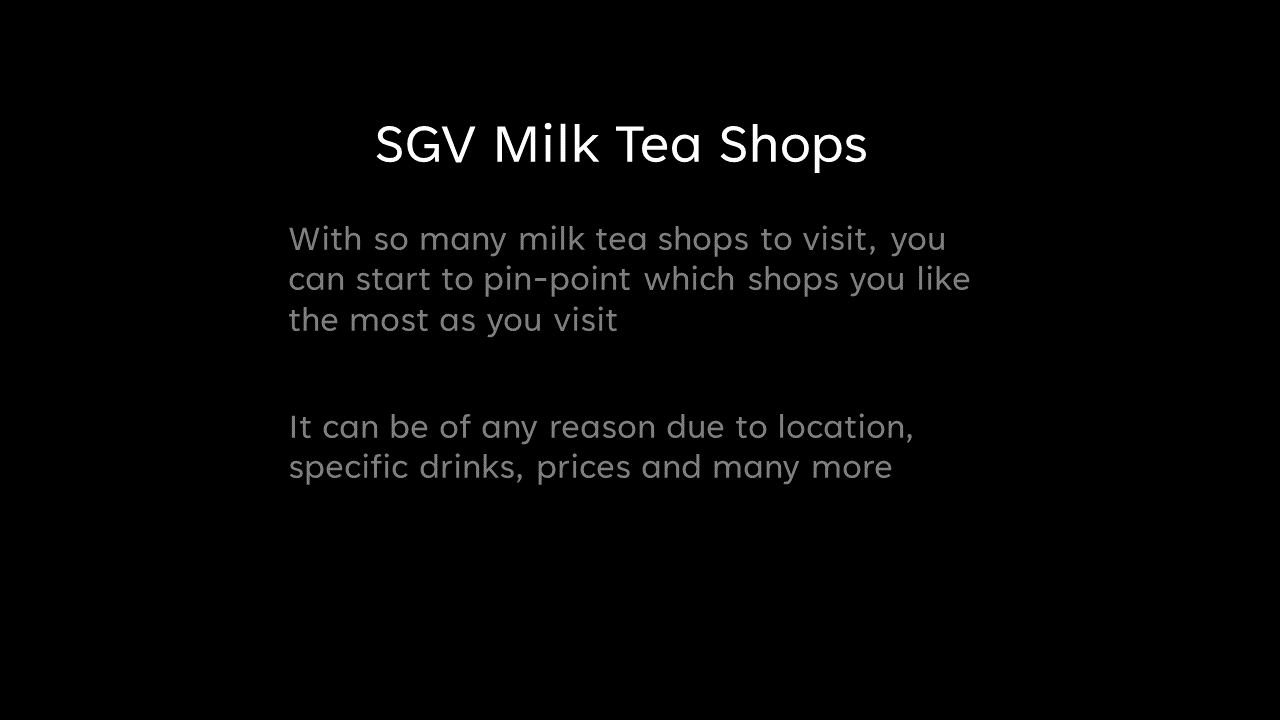 SGV Milk Tea Shops
With so many milk tea shops to visit, you
can start to pin-point which shops you like
the most as you visit
It can be of any reason due to location,
specific drinks, prices and many more